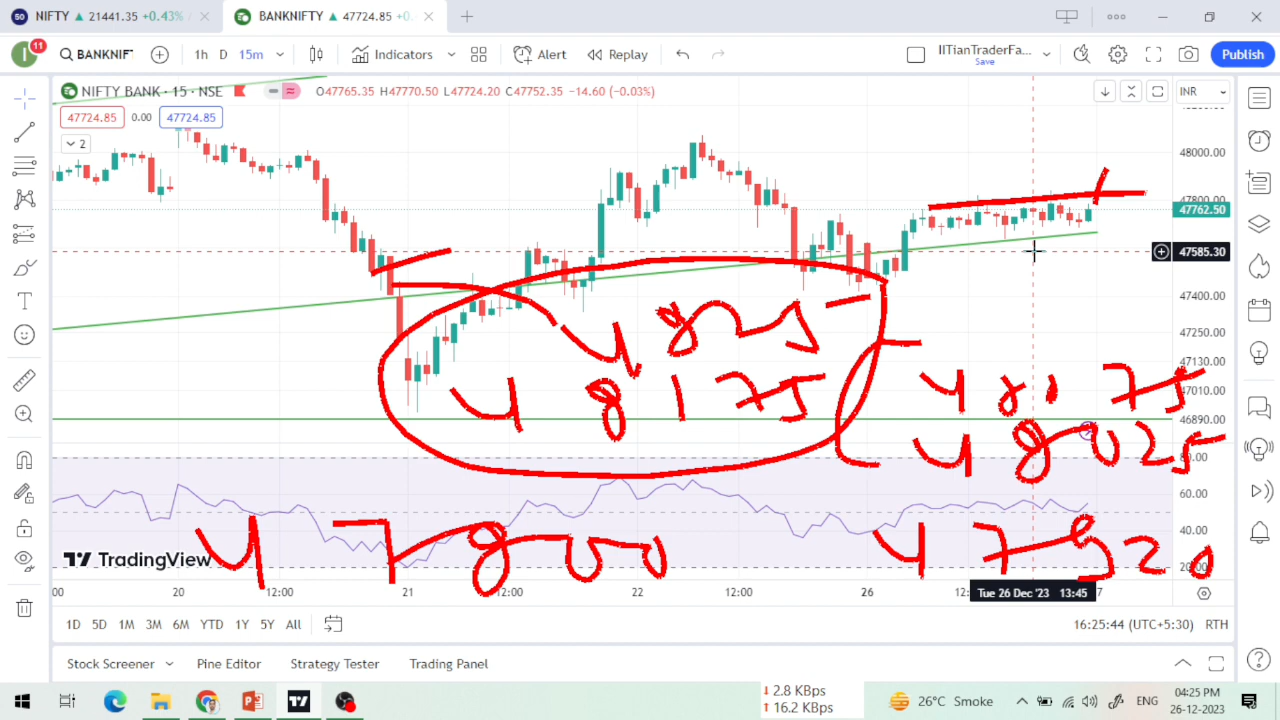 NIFTY ▲ 21441.35 +0.43%
BANKNIFTY ▲ 47724.85 +0.
11
BANKNIF
1h D 15m
Indicators
Alert
Replay
IITianTraderFa...
Save
Publish
NIFTY BANK · 15 · NSE
O47765.35 H47770.50 L47724.20 C47752.35 −14.60 (−0.03%)
INR
47724.85 0.00 47724.85
2
48000.00
47800.00
47762.50
47585.30
47400.00
47250.00
47130.00
47010.00
46890.00
80.00
60.00
40.00
20.00
48175
48175
48025
47800
TradingView
00 20 12:00 21 12:00 22 12:00 26 12: Tue 26 Dec '23 13:45 7
1D 5D 1M 3M 6M YTD 1Y 5Y All
16:25:44 (UTC+5:30) RTH
Stock Screener Pine Editor Strategy Tester Trading Panel
2.8 KBps
16.2 KBps
26°C Smoke
ENG
04:25 PM
26-12-2023